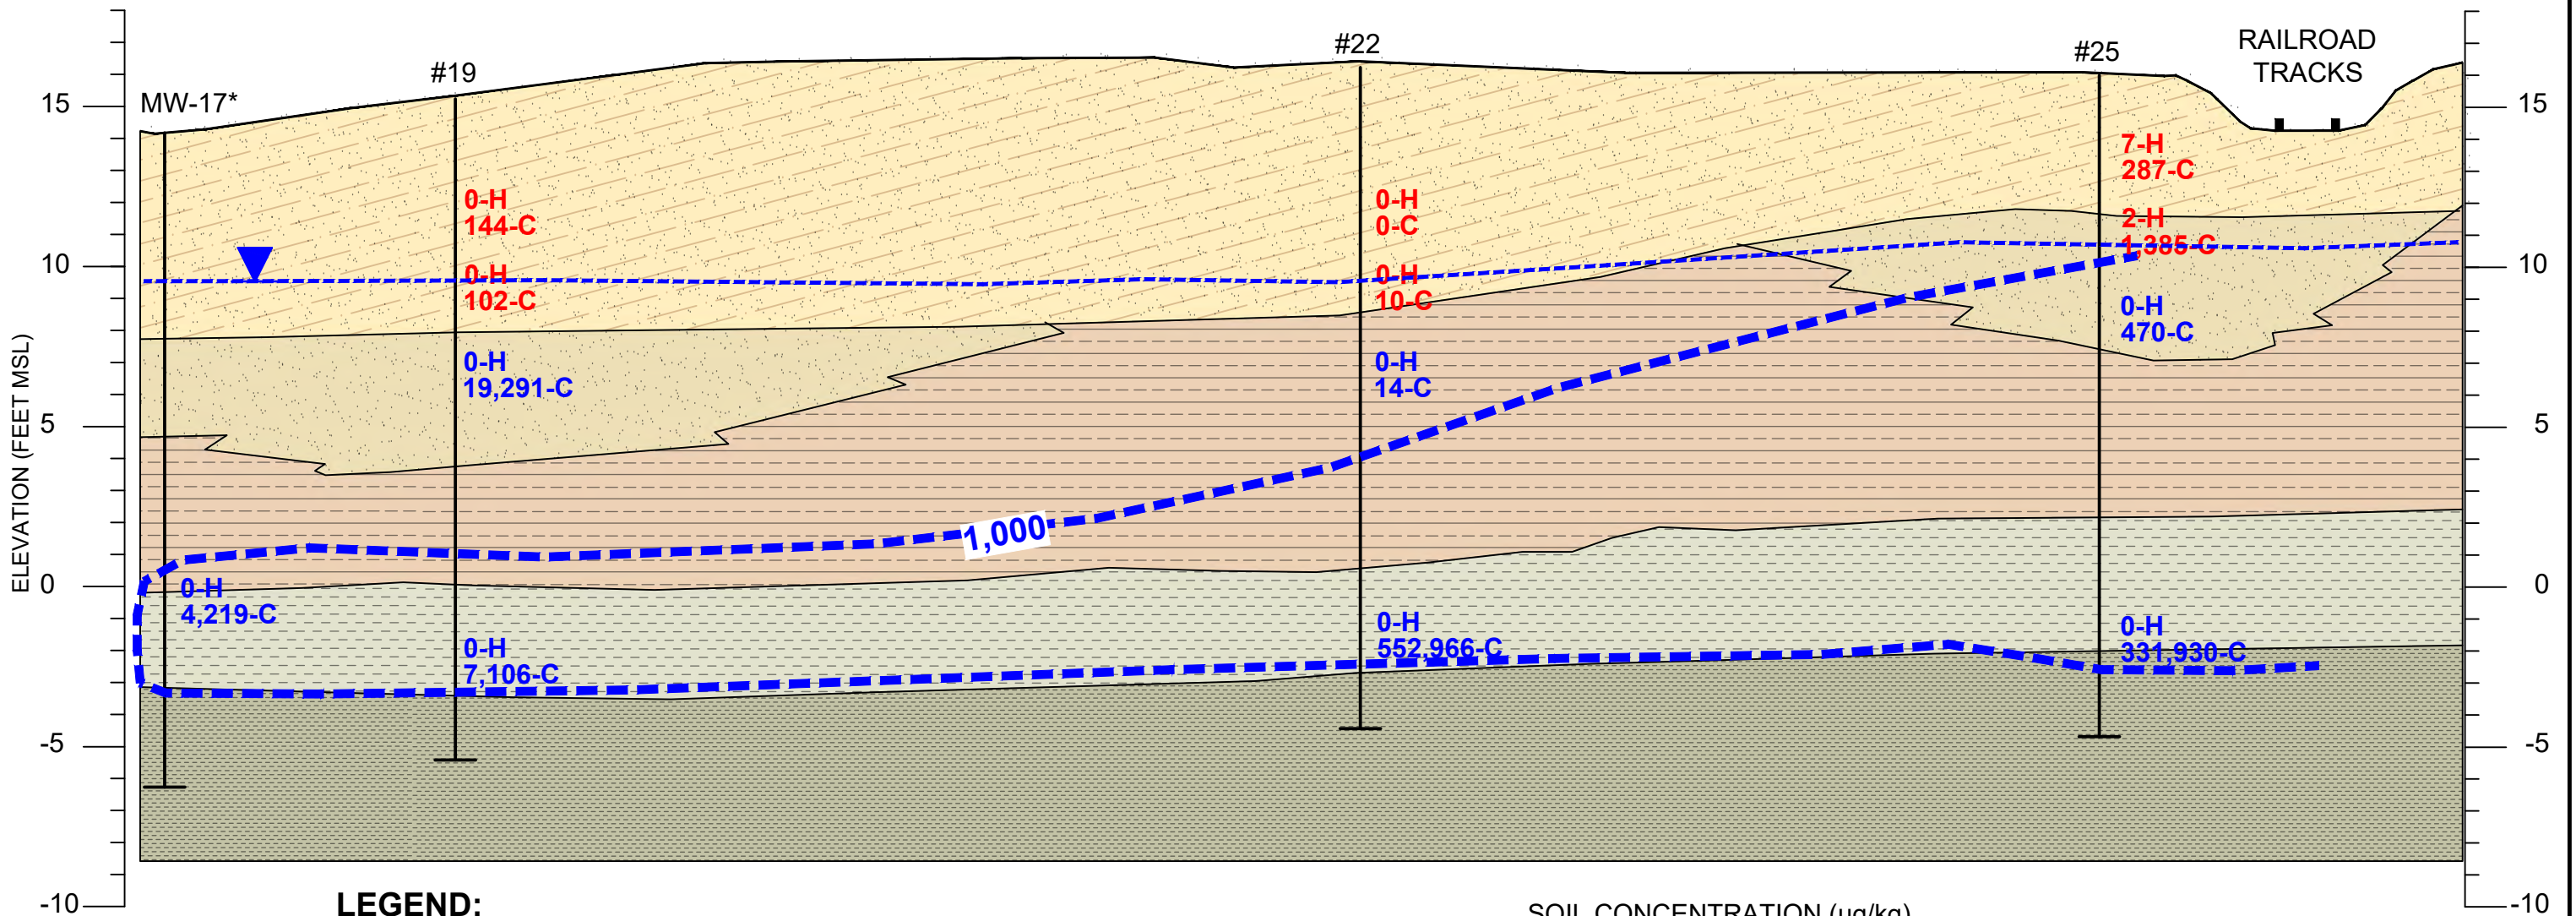 #22
RAILROAD
TRACKS
#25
#19
MW-17*
15
15
7-H
287-C
0-H
144-C
0-H
0-C
2-H
1,385-C
10
10
0-H
102-C
0-H
10-C
0-H
470-C
0-H
19,291-C
0-H
14-C
5
5
ELEVATION (FEET MSL)
1,000
0
0
0-H
4,219-C
0-H
7,106-C
0-H
552,966-C
0-H
331,930-C
-5
-5
-10
-10
LEGEND:
SOIL CONCENTRATION (ug/kg)